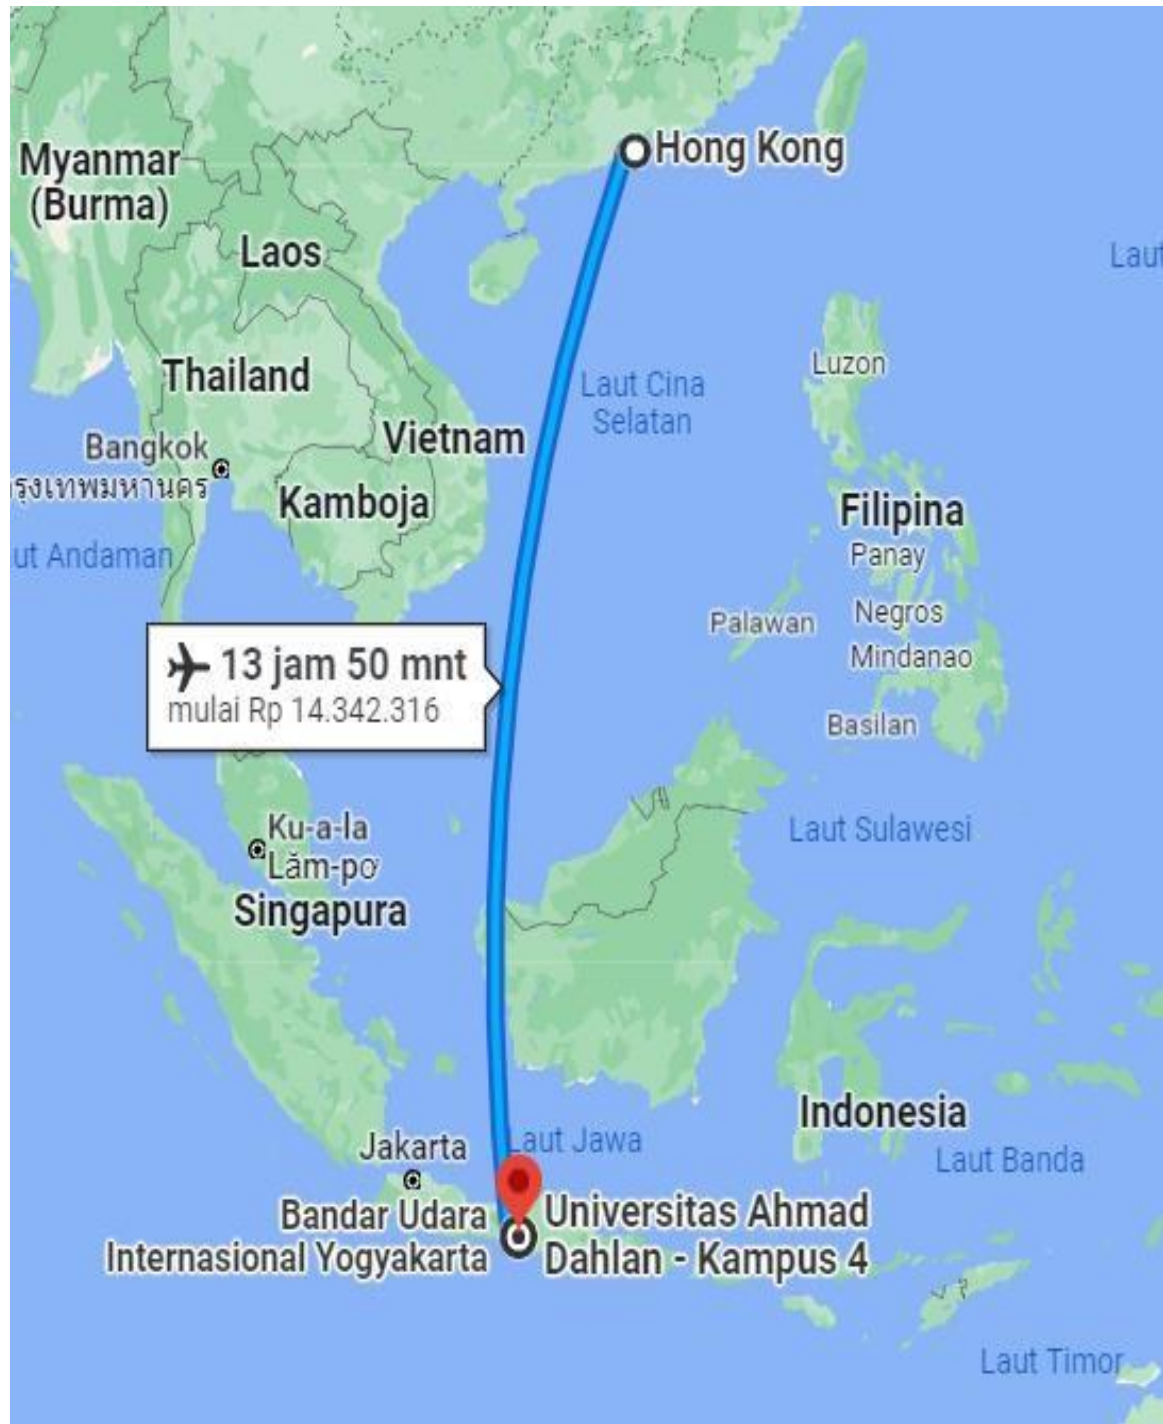 Hong Kong
Myanmar
(Burma)
Laos
Laut
Thailand
Luzon
Laut Cina
Selatan
Vietnam
Bangkok
กรุงเทพมหานคร
Kamboja
Filipina
Panay
ut Andaman
Negros
Palawan
Mindanao
13 jam 50 mnt
mulai Rp 14.342.316
Basilan
Ku-a-la
Lăm-pơ
Laut Sulawesi
Singapura
Indonesia
Laut Jawa
Jakarta
Laut Banda
Bandar Udara
Internasional Yogyakarta
Universitas Ahmad
Dahlan - Kampus 4
Laut Timor